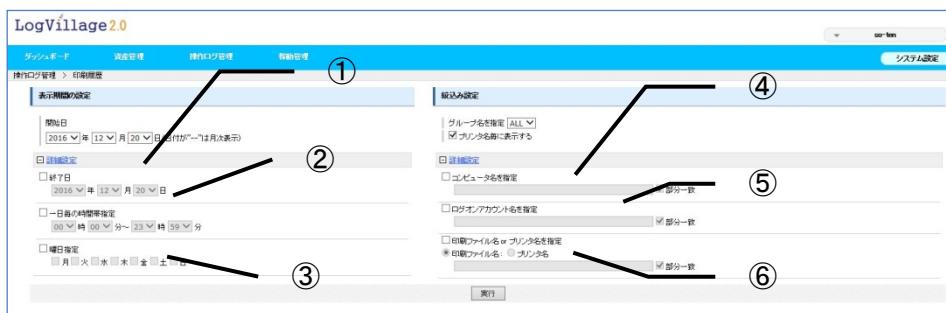 LogVillage 2.0
so-ten
ダッシュボード 資産管理 操作ログ管理 稼動管理
システム設定
操作ログ管理 > 印刷履歴
①
表示期間の設定
開始日
2016 年 12 月 20 日(日付が"--"は月次表示)
詳細設定
②
終了日
2016 年 12 月 20 日
一日毎の時間帯指定
00 時 00 分～ 23 時 59 分
曜日指定
月 火 水 木 金 土 日
③
絞込み設定
④
グループ名を指定 ALL
プリンタ名毎に表示する
詳細設定
コンピュータ名を指定
⑤
部分一致
ログオンアカウント名を指定
部分一致
印刷ファイル名 or プリンタ名を指定
印刷ファイル名: プリンタ名
⑥
部分一致
実行